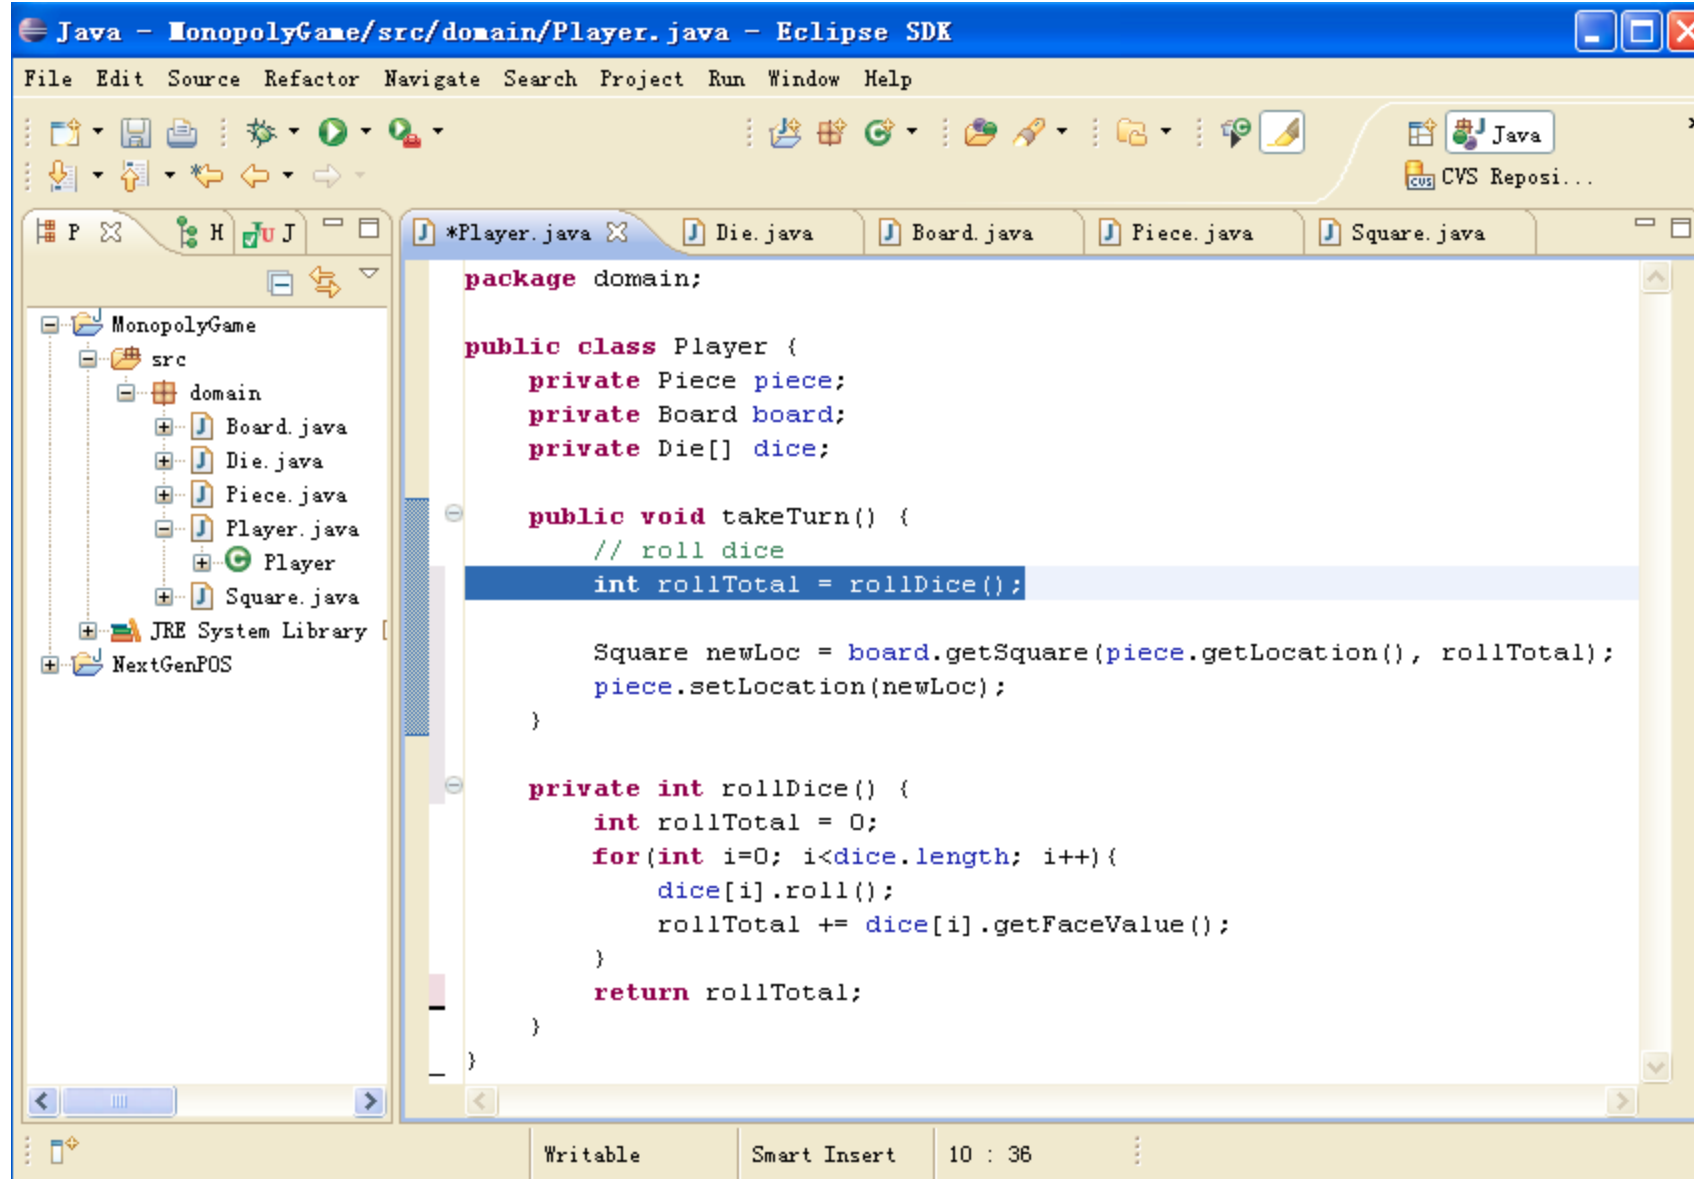 Java - MonopolyGame/src/domain/Player.java - Eclipse SDK
File Edit Source Refactor Navigate Search Project Run Window Help
Java
CVS Reposi...
P H J
*Player.java Die.java Board.java Piece.java Square.java
MonopolyGame
src
domain
Board.java
Die.java
Piece.java
Player.java
Player
Square.java
JRE System Library [
NextGenPOS
package domain;
public class Player {
private Piece piece;
private Board board;
private Die[] dice;
public void takeTurn() {
// roll dice
int rollTotal = rollDice();
Square newLoc = board.getSquare(piece.getLocation(), rollTotal);
piece.setLocation(newLoc);
}
private int rollDice() {
int rollTotal = 0;
for(int i=0; i<dice.length; i++){
dice[i].roll();
rollTotal += dice[i].getFaceValue();
}
return rollTotal;
}
}
Writable Smart Insert 10 : 36